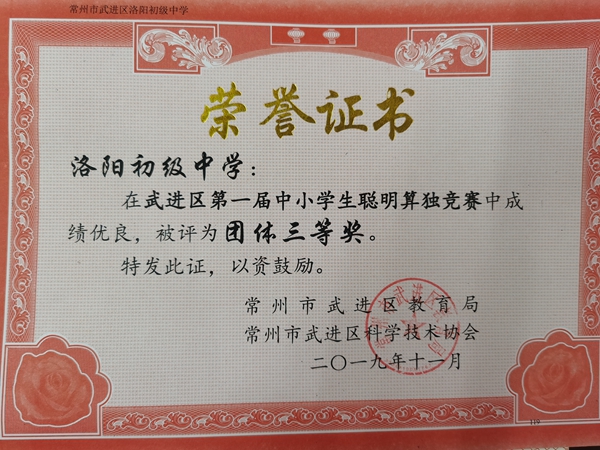 常州市武进区洛阳初级中学
荣誉证书
洛阳初级中学：
在武进区第一届中小学生聪明算独竞赛中成
绩优良，被评为团体三等奖。
特发此证，以资鼓励。
常州市武进区教育局
常州市武进区科学技术协会
二〇一九年十一月
110